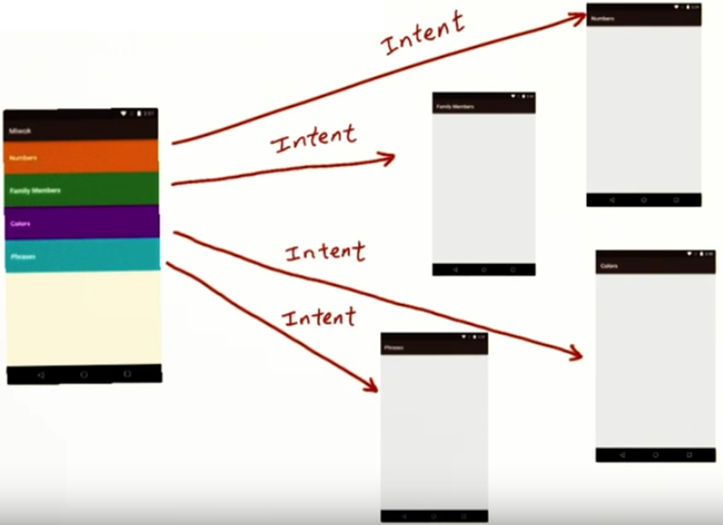 Miwok
Numbers
Family Members
Colors
Phrases
Intent
Numbers
Intent
Family Members
Intent
Colors
Intent
Phrases